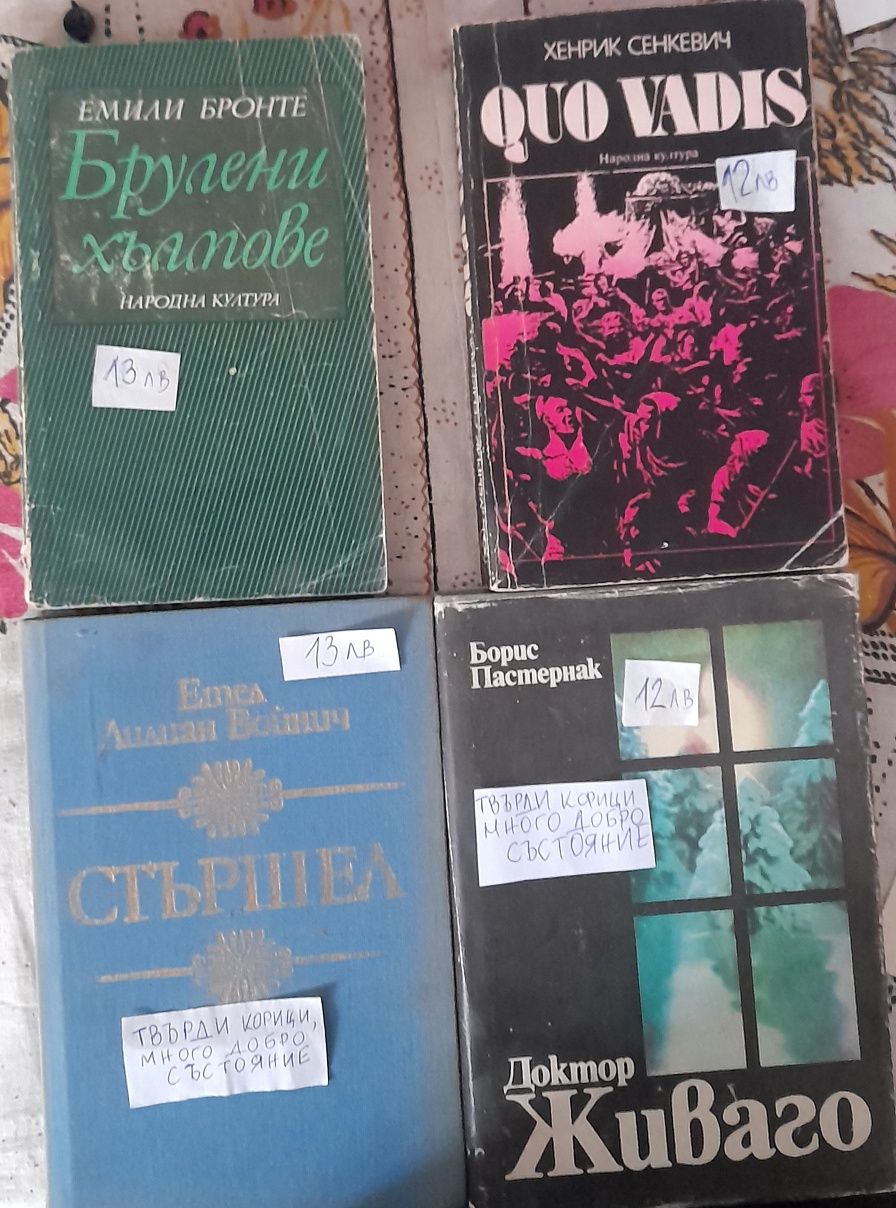 ЕМИЛИ БРОНТЕ
Брулени
хълмове
НАРОДНА КУЛТУРА
13 лв
ХЕНРИК СЕНКЕВИЧ
QUO VADIS
Народна култура
12 лв
13 лв
Етел
Лилиан Войнич
СТЪРШЕЛ
ТВЪРДИ КОРИЦИ,
МНОГО ДОБРО
СЪСТОЯНИЕ
Борис
Пастернак
12 лв
ТВЪРДИ КОРИЦИ
МНОГО ДОБРО
СЪСТОЯНИЕ
Доктор
Живаго